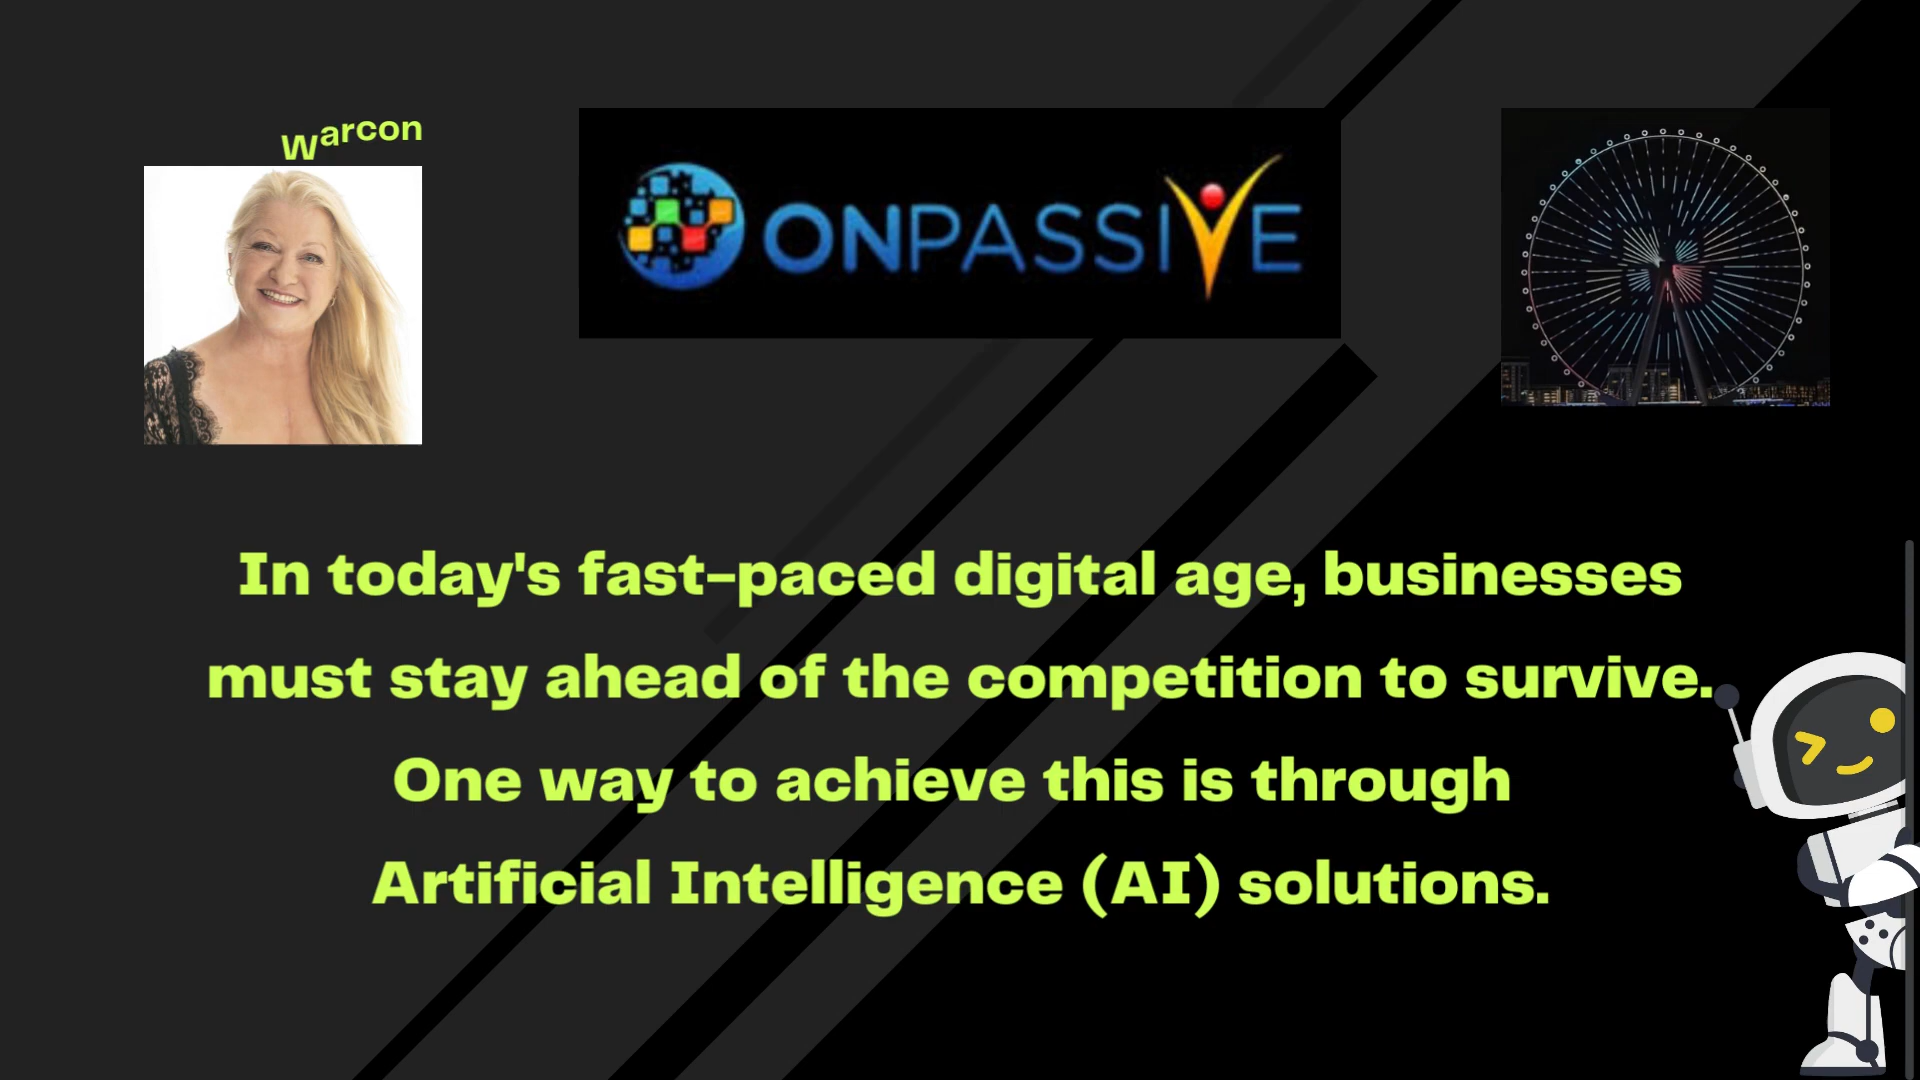 Warcon
ONPASSIVE
In today's fast-paced digital age, businesses
must stay ahead of the competition to survive.
One way to achieve this is through
Artificial Intelligence (AI) solutions.